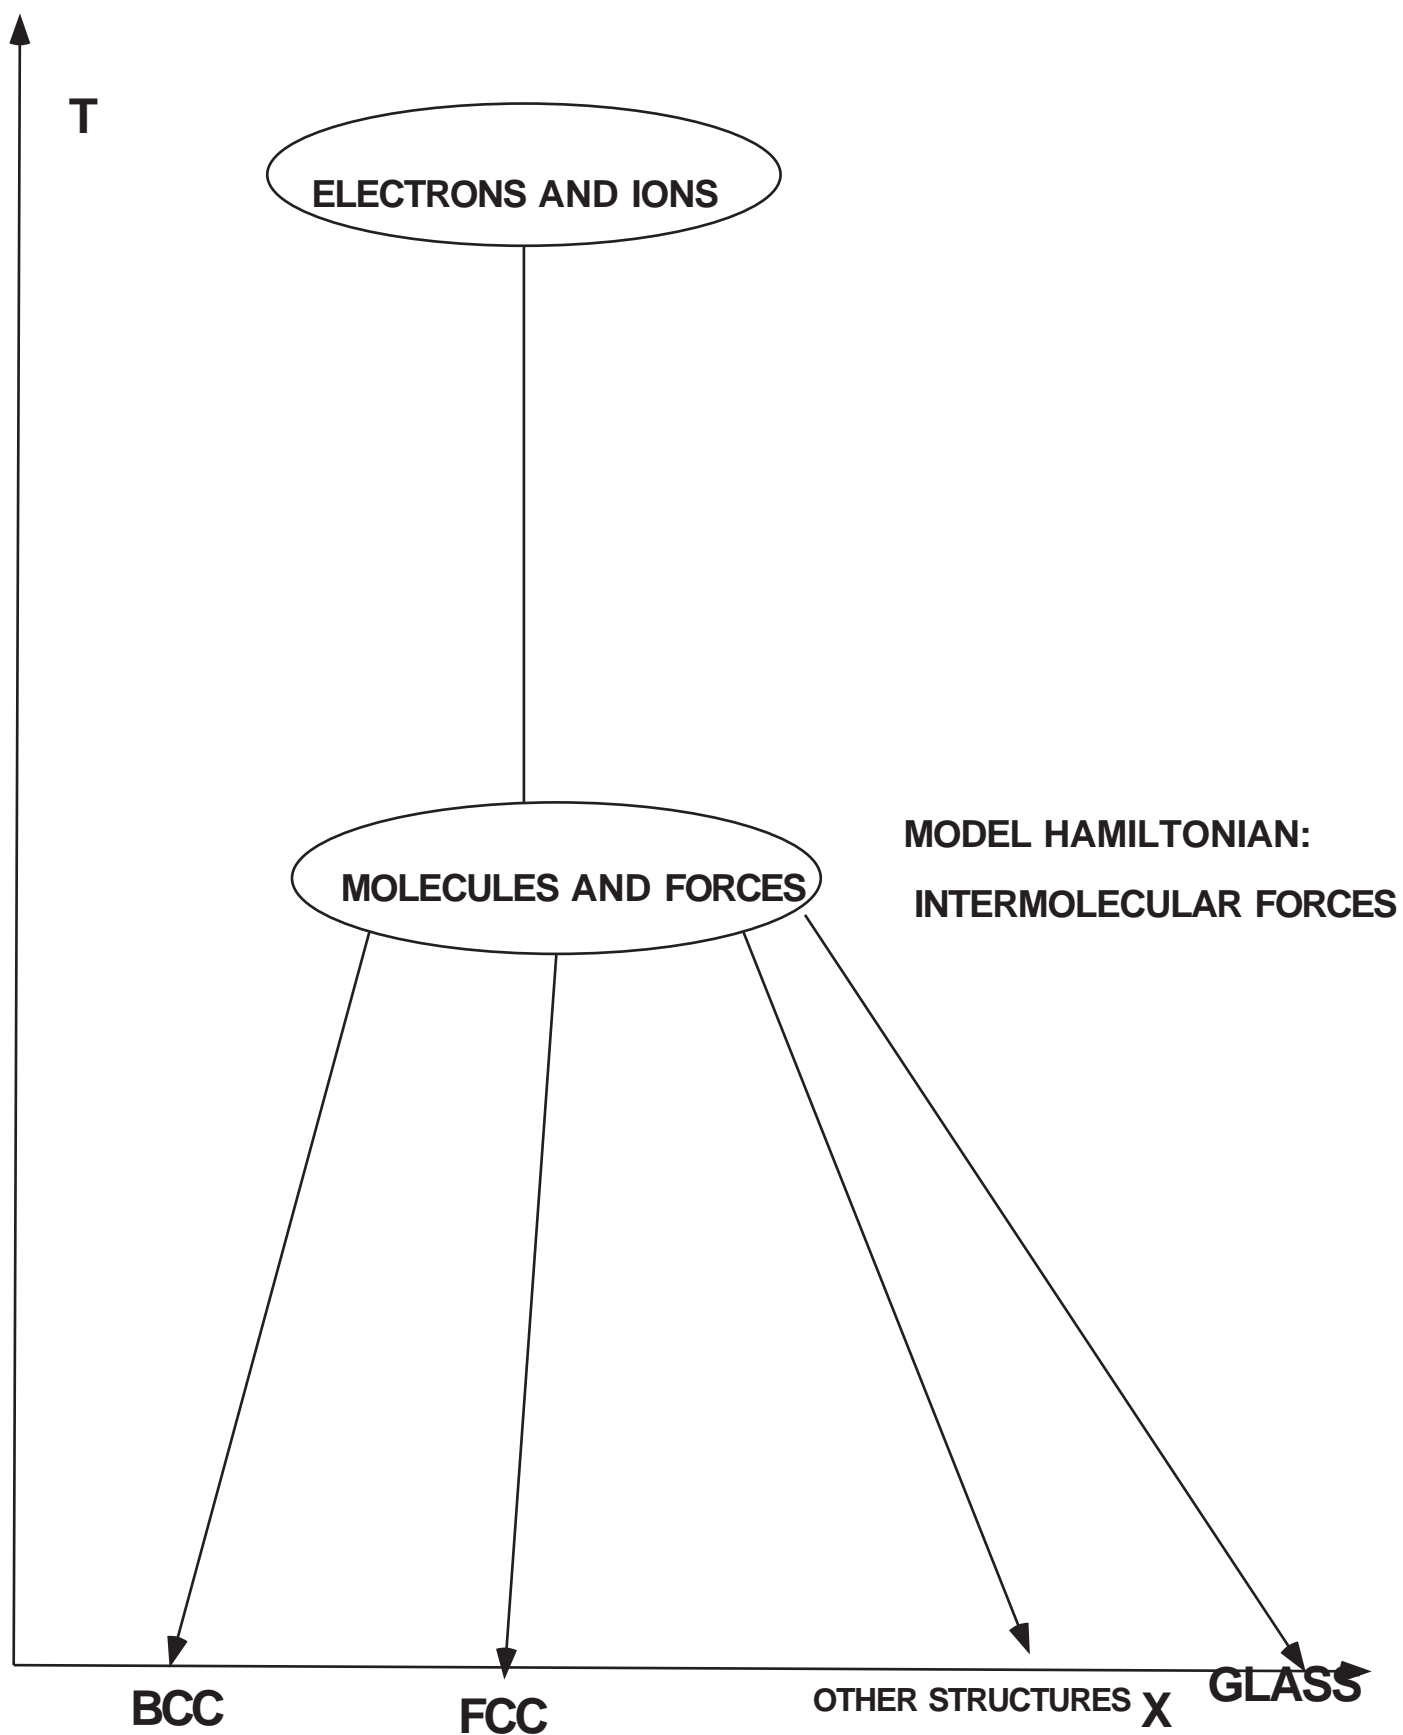 T
ELECTRONS AND IONS
MODEL HAMILTONIAN:
MOLECULES AND FORCES
INTERMOLECULAR FORCES
BCC
FCC
OTHER STRUCTURES
X
GLASS